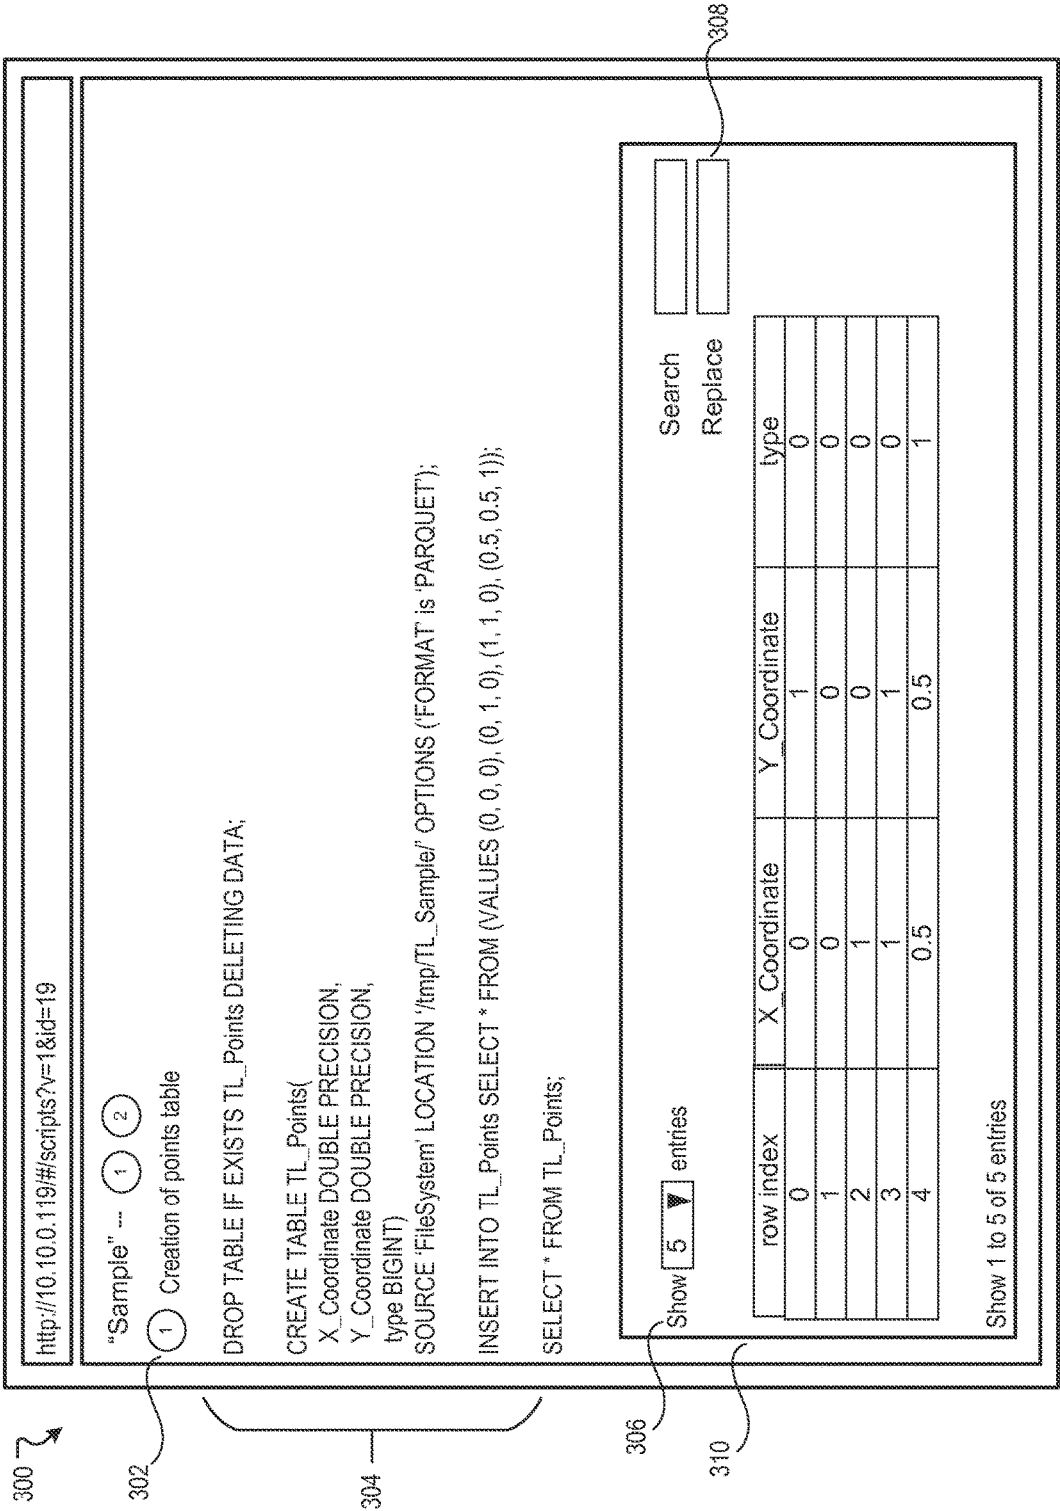 300
http://10.10.0.119/#/scripts?v=1&id=19
"Sample" -- 1 2
302
1 Creation of points table
304
DROP TABLE IF EXISTS TL_Points DELETING DATA;
CREATE TABLE TL_Points(
X_Coordinate DOUBLE PRECISION,
Y_Coordinate DOUBLE PRECISION,
type BIGINT)
SOURCE 'FileSystem' LOCATION '/tmp/TL_Sample/' OPTIONS ('FORMAT' is 'PARQUET');
INSERT INTO TL_Points SELECT * FROM (VALUES (0, 0, 0), (0, 1, 0), (1, 1, 0), (0.5, 0.5, 1));
SELECT * FROM TL_Points;
306
310
Show 5 entries
Search
Replace
308
row index X_Coordinate Y_Coordinate type
0 0 1 0
1 0 0 0
2 1 0 0
3 1 1 0
4 0.5 0.5 1
Show 1 to 5 of 5 entries